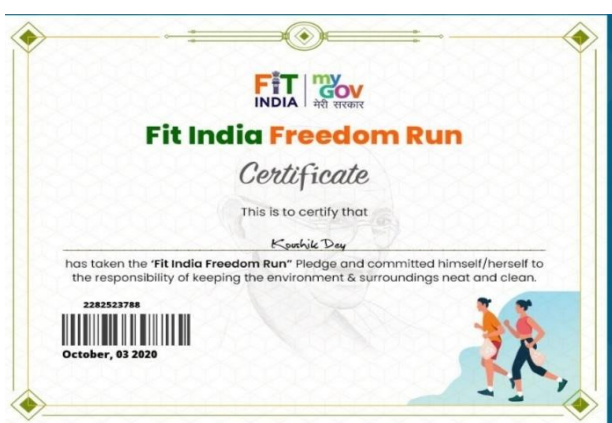 FiT
INDIA
my
GOV
मेरी सरकार
Fit India Freedom Run
Certificate
This is to certify that
Koushik Dey
has taken the 'Fit India Freedom Run" Pledge and committed himself/herself to
the responsibility of keeping the environment & surroundings neat and clean.
2282523788
October, 03 2020